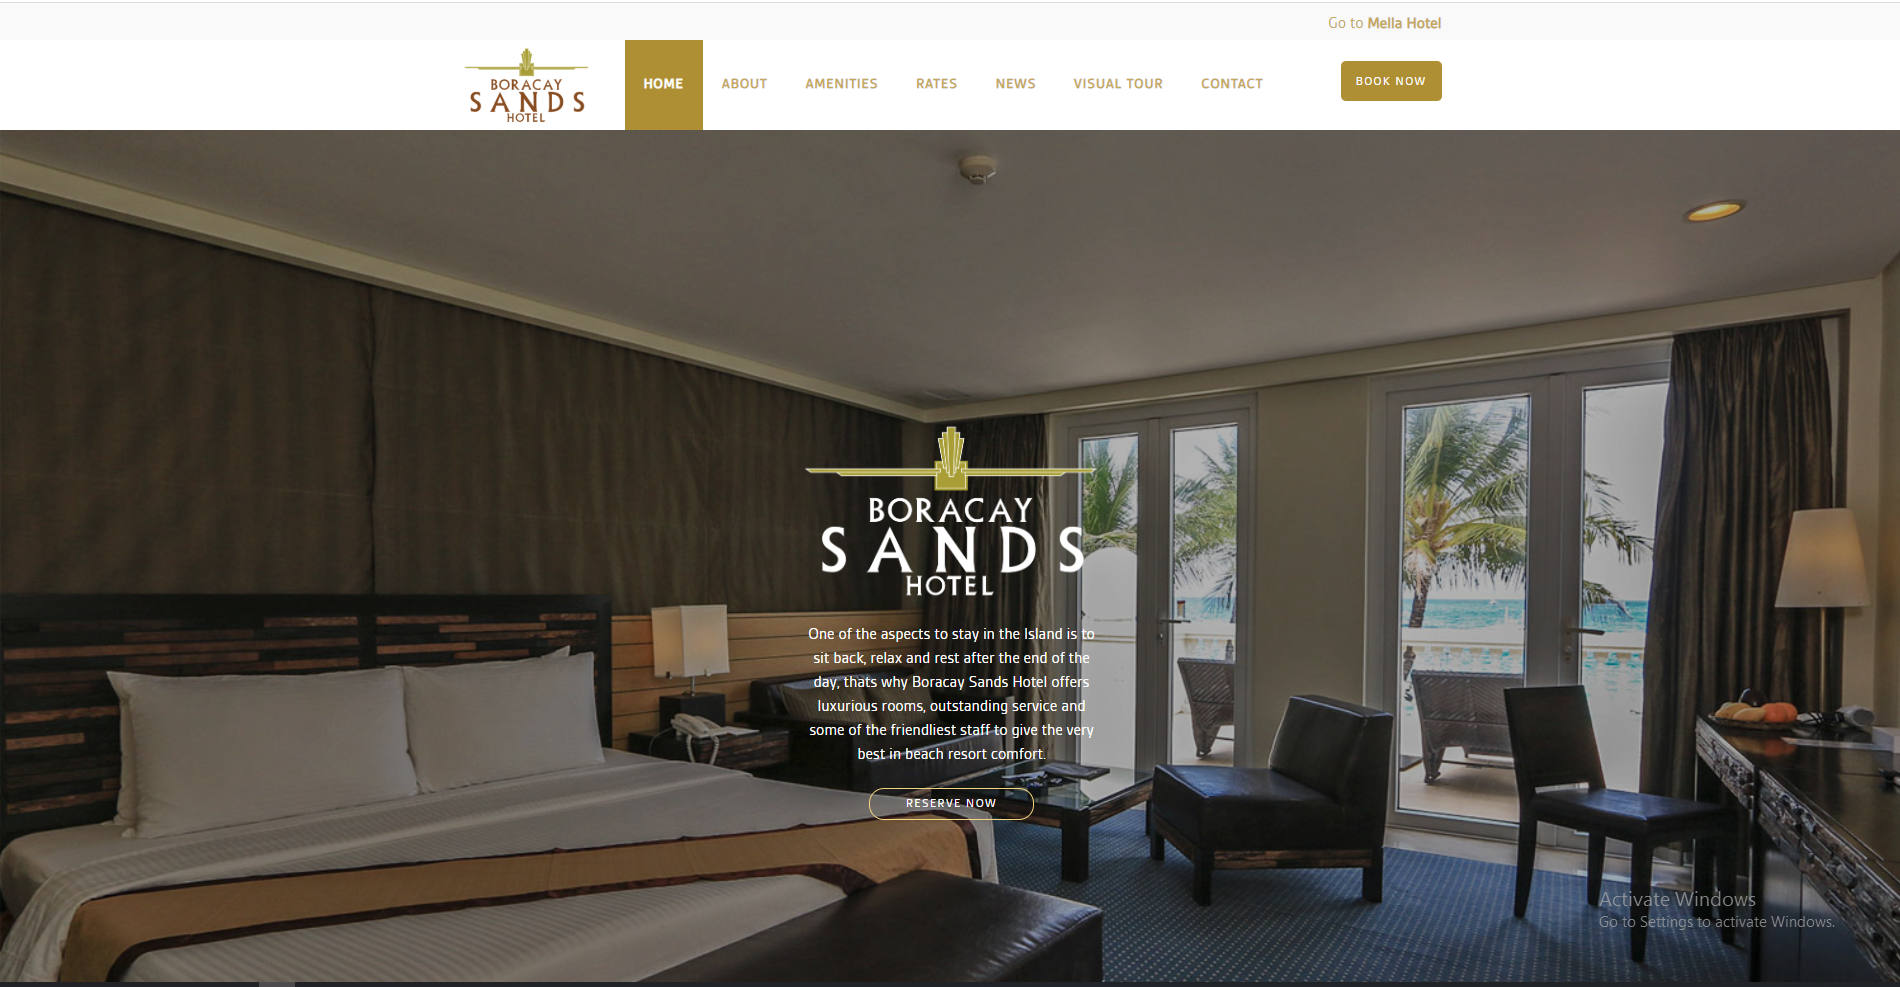 Go to Mella Hotel
BORACAY
SANDS
HOTEL
HOME
ABOUT
AMENITIES
RATES
NEWS
VISUAL TOUR
CONTACT
BOOK NOW
BORACAY
SANDS
HOTEL
One of the aspects to stay in the Island is to
sit back, relax and rest after the end of the
day, thats why Boracay Sands Hotel offers
luxurious rooms, outstanding service and
some of the friendliest staff to give the very
best in beach resort comfort.
RESERVE NOW
Activate Windows
Go to Settings to activate Windows.